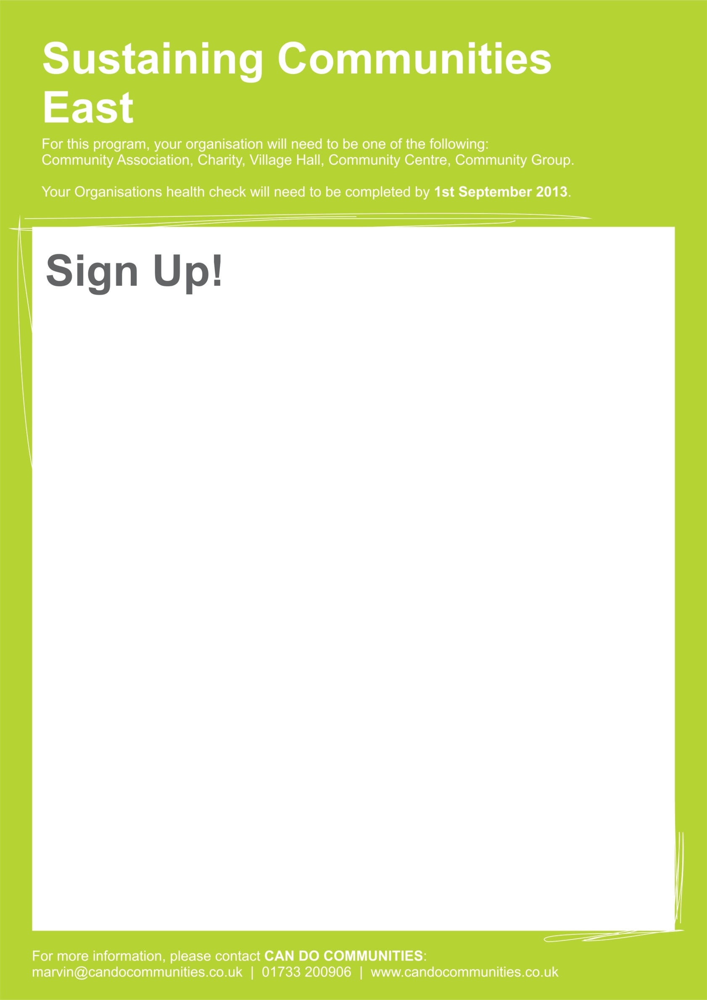 Sustaining Communities
East
For this program, your organisation will need to be one of the following:
Community Association, Charity, Village Hall, Community Centre, Community Group.
Your Organisations health check will need to be completed by 1st September 2013.
Sign Up!
For more information, please contact CAN DO COMMUNITIES:
marvin@candocommunities.co.uk | 01733 200906 | www.candocommunities.co.uk